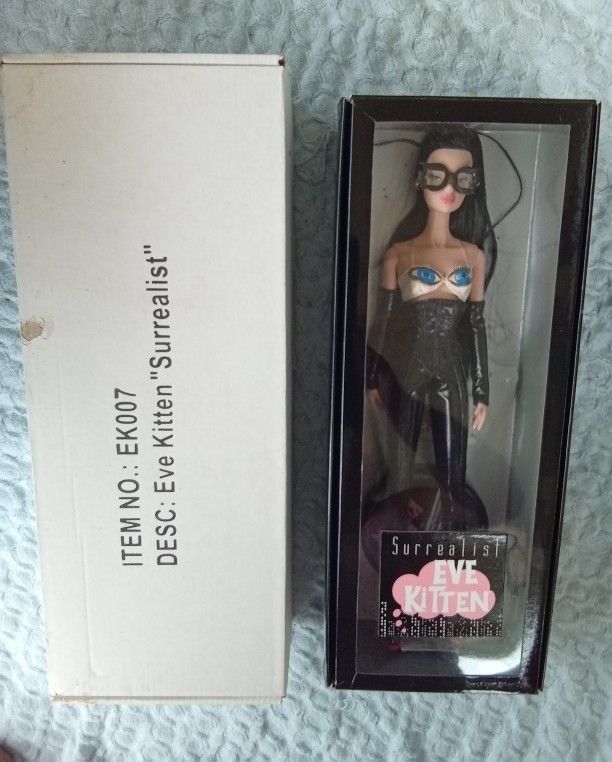 ITEM NO.: EK007
DESC: Eve Kitten "Surrealist"
Surrealist
EVE
KiTTEN